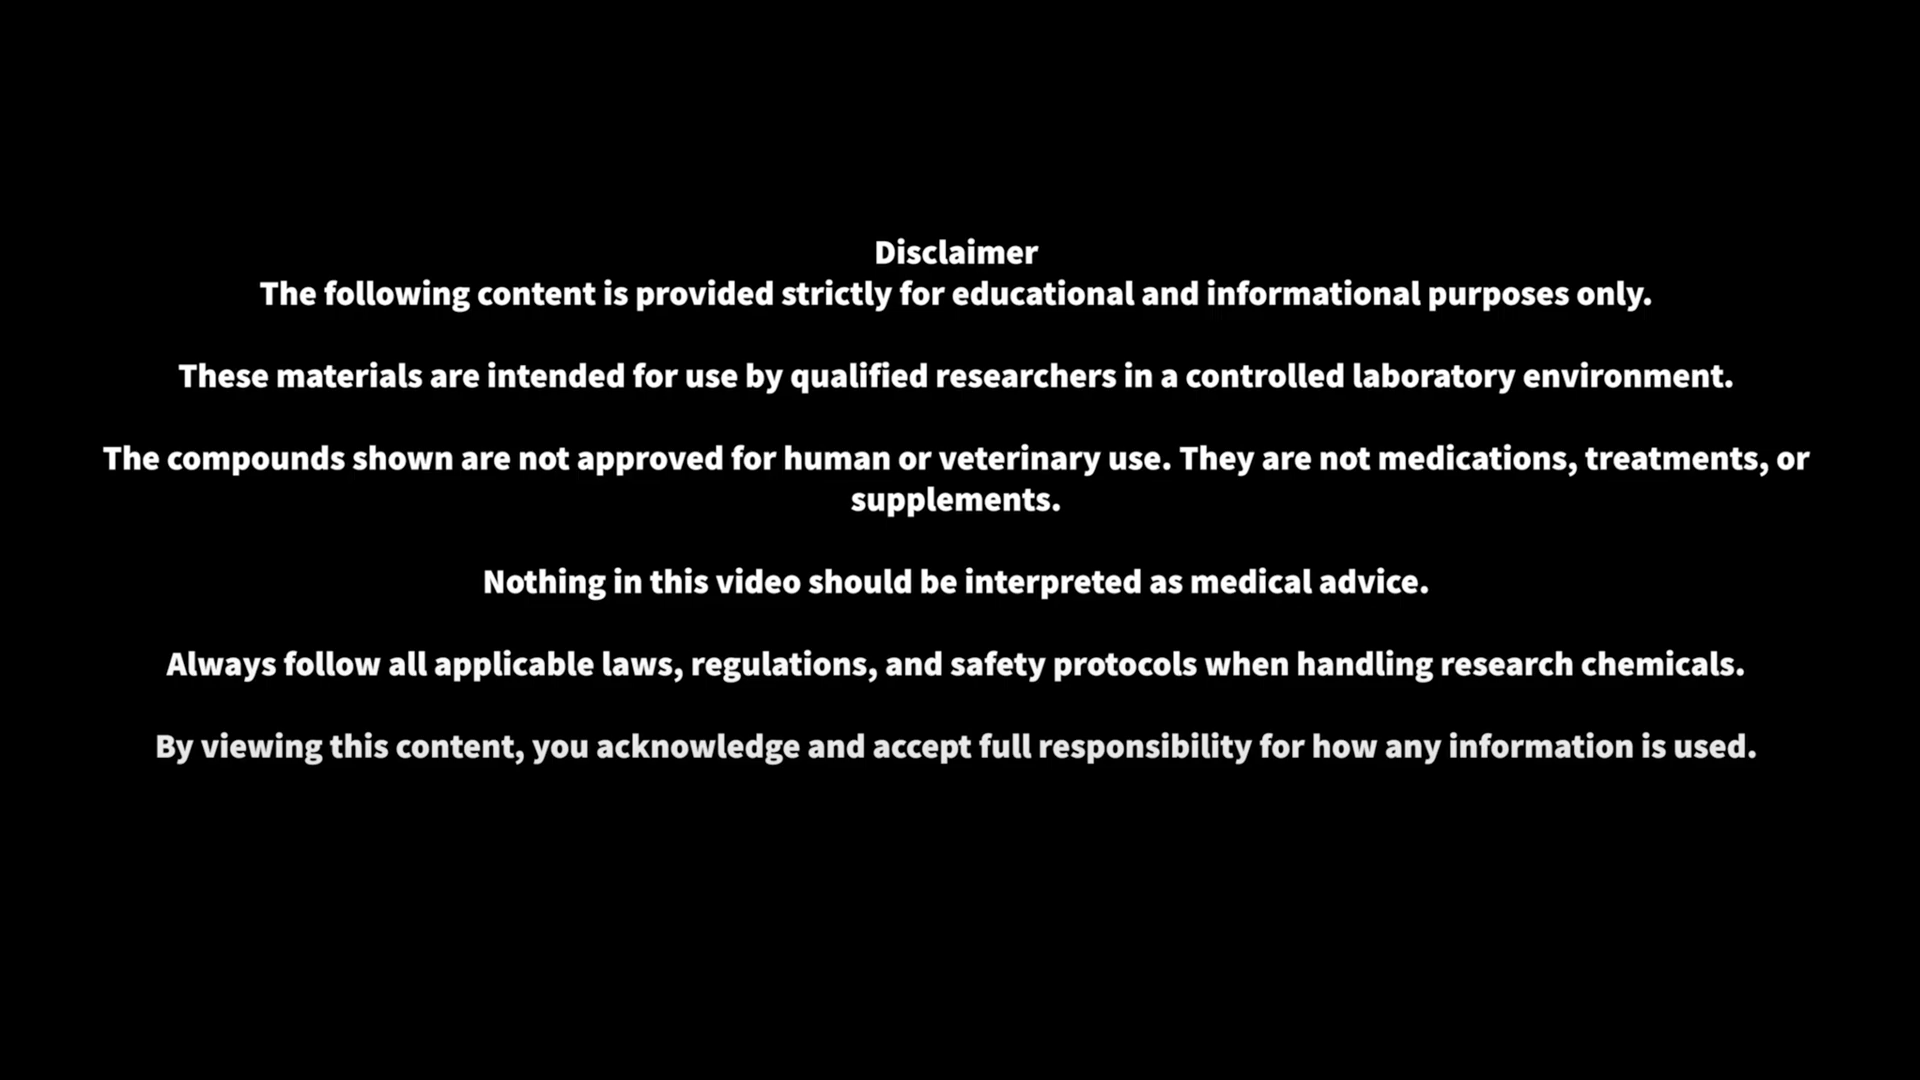 Disclaimer
The following content is provided strictly for educational and informational purposes only.
These materials are intended for use by qualified researchers in a controlled laboratory environment.
The compounds shown are not approved for human or veterinary use. They are not medications, treatments, or
supplements.
Nothing in this video should be interpreted as medical advice.
Always follow all applicable laws, regulations, and safety protocols when handling research chemicals.
By viewing this content, you acknowledge and accept full responsibility for how any information is used.